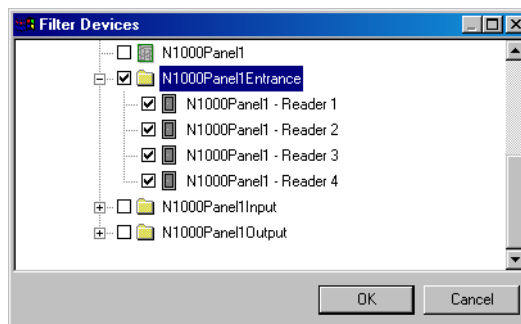 Filter Devices
N1000Panel1
N1000Panel1Entrance
N1000Panel1 - Reader 1
N1000Panel1 - Reader 2
N1000Panel1 - Reader 3
N1000Panel1 - Reader 4
N1000Panel1Input
N1000Panel1Output
OK Cancel